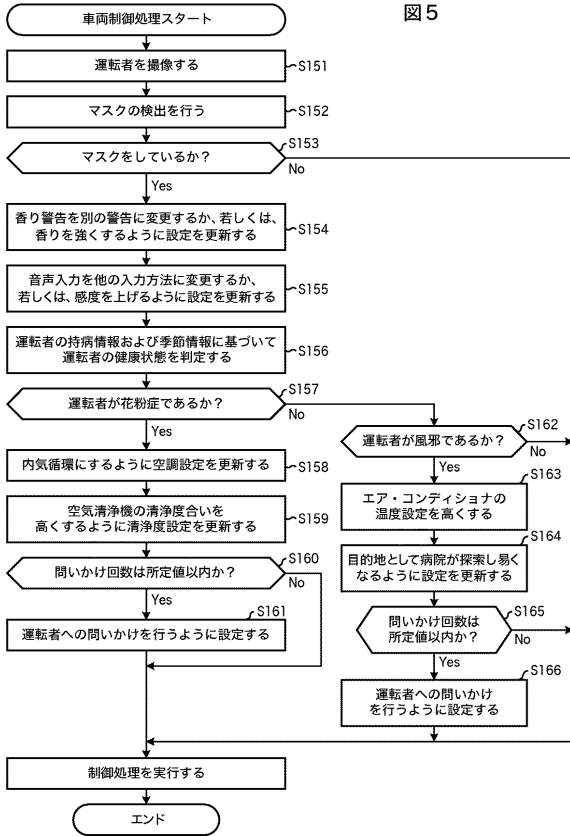 図5
車両制御処理スタート
運転者を撮像する
S151
マスクの検出を行う
S152
S153
マスクをしているか?
No
Yes
香り警告を別の警告に変更するか、若しくは、
香りを強くするように設定を更新する
S154
音声入力を他の入力方法に変更するか、
若しくは、感度を上げるように設定を更新する
S155
運転者の持病情報および季節情報に基づいて
運転者の健康状態を判定する
S156
S157
運転者が花粉症であるか?
No
Yes
内気循環にするように空調設定を更新する
S158
空気清浄機の清浄度合いを
高くするように清浄度設定を更新する
S159
S160
問いかけ回数は所定値以内か?
No
Yes
S161
運転者への問いかけを行うように設定する
S162
運転者が風邪であるか?
No
Yes
S163
エア・コンディショナの
温度設定を高くする
S164
目的地として病院が探索し易く
なるように設定を更新する
S165
問いかけ回数は
所定値以内か?
No
Yes
S166
運転者への問いかけ
を行うように設定する
制御処理を実行する
エンド